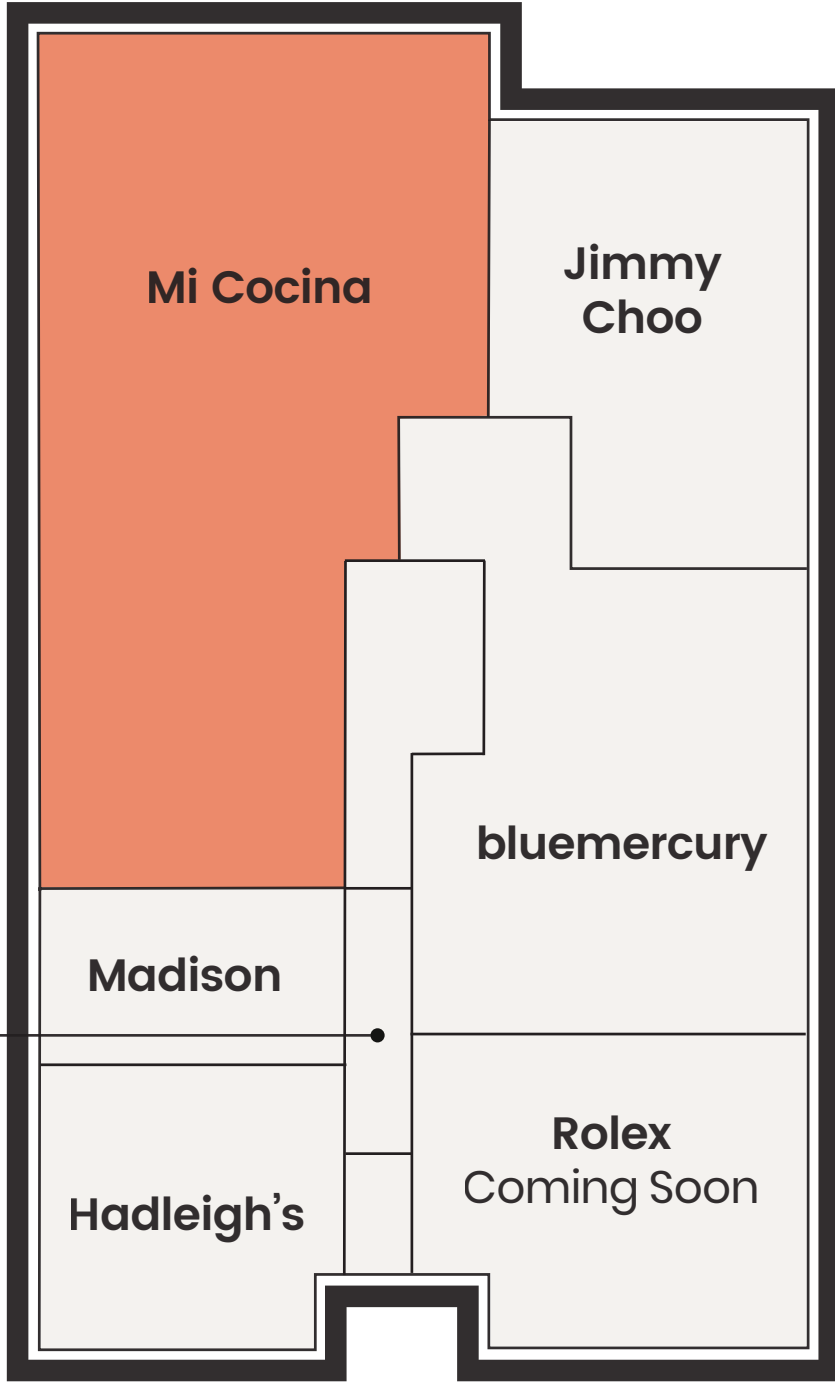 Mi Cocina
Jimmy
Choo
bluemercury
Madison
Rolex
Coming Soon
Hadleigh’s